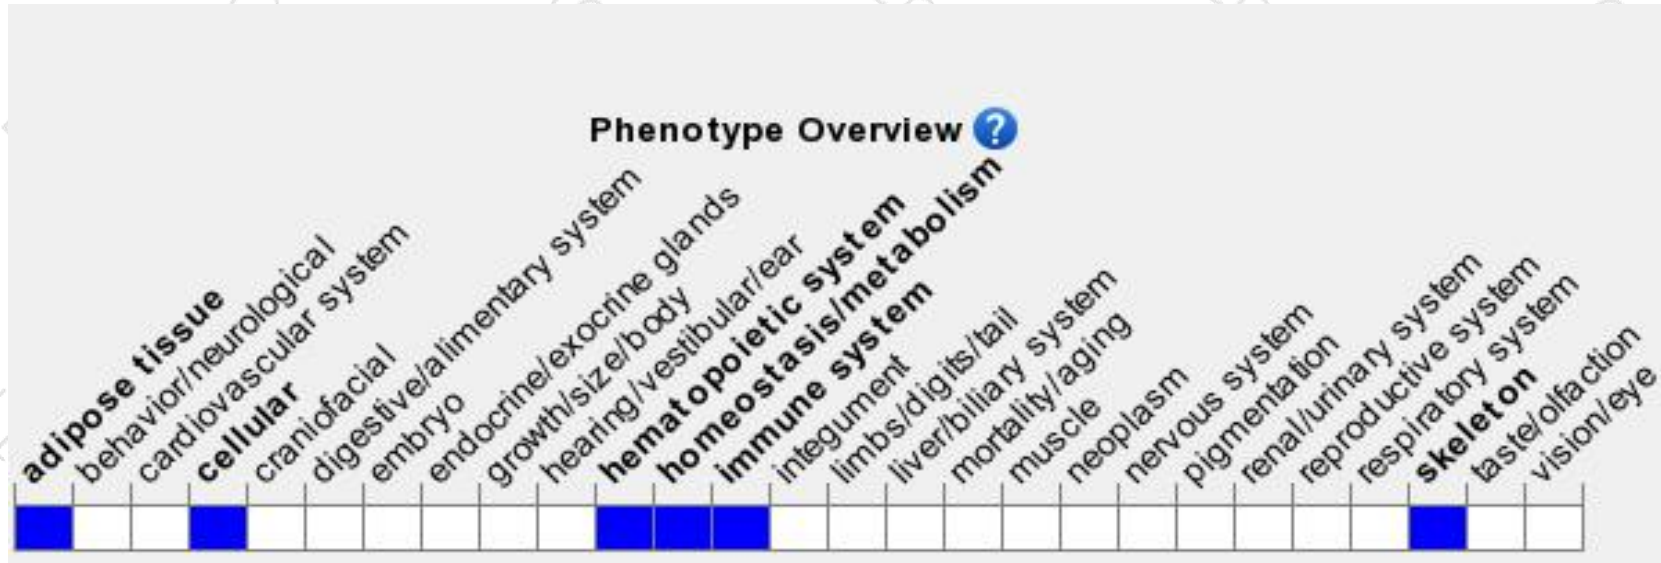 Phenotype Overview ?
adipose tissue
behavior/neurological
cardiovascular system
cellular
craniofacial
digestive/alimentary system
embryo
endocrine/exocrine glands
growth/size/body
hearing/vestibular/ear
hematopoietic system
homeostasis/metabolism
immune system
integument
limbs/digits/tail
liver/biliary system
mortality/aging
muscle
neoplasm
nervous system
pigmentation
renal/urinary system
reproductive system
respiratory system
skeleton
taste/olfaction
vision/eye